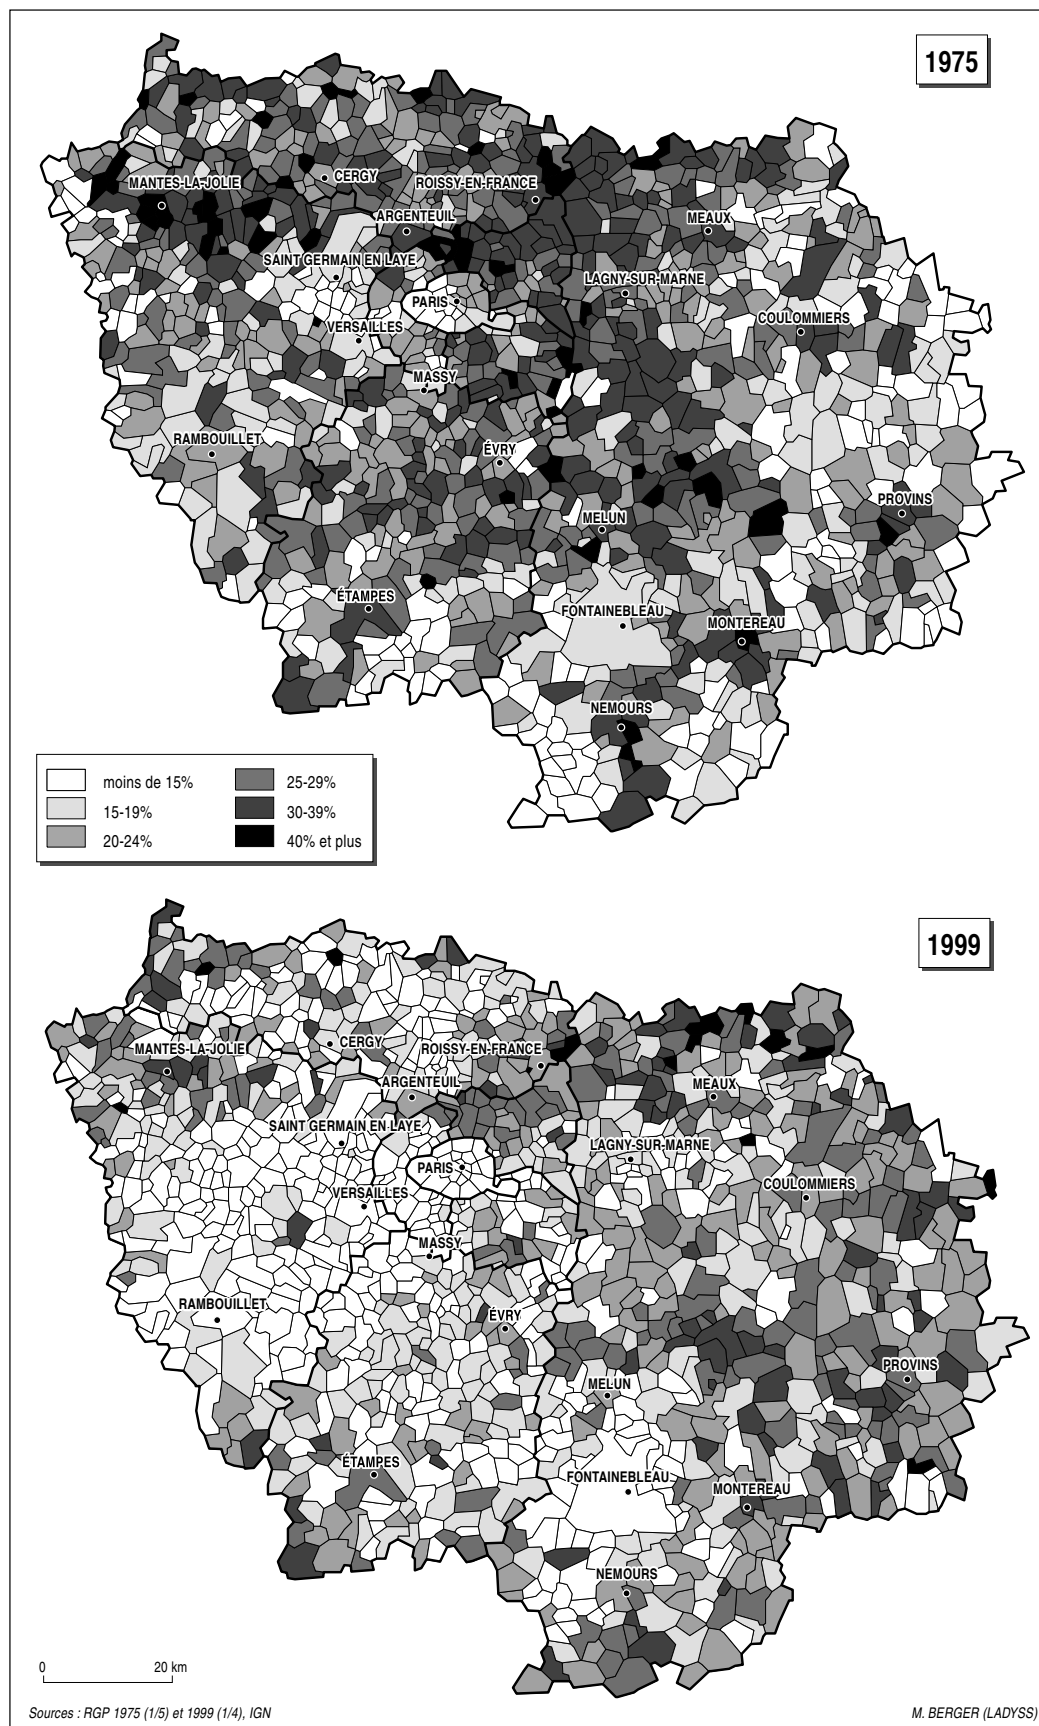 1975
MANTES-LA-JOLIE
CERGY
ROISSY-EN-FRANCE
ARGENTEUIL
MEAUX
SAINT GERMAIN EN LAYE
LAGNY-SUR-MARNE
PARIS
COULOMMIERS
VERSAILLES
MASSY
RAMBOUILLET
ÉVRY
PROVINS
MELUN
ÉTAMPES
FONTAINEBLEAU
MONTEREAU
NEMOURS
moins de 15%
15-19%
20-24%
25-29%
30-39%
40% et plus
1999
MANTES-LA-JOLIE
CERGY
ROISSY-EN-FRANCE
ARGENTEUIL
MEAUX
SAINT GERMAIN EN LAYE
LAGNY-SUR-MARNE
PARIS
COULOMMIERS
VERSAILLES
MASSY
RAMBOUILLET
ÉVRY
PROVINS
MELUN
ÉTAMPES
FONTAINEBLEAU
MONTEREAU
NEMOURS
0 20 km
Sources : RGP 1975 (1/5) et 1999 (1/4), IGN
M. BERGER (LADYSS)